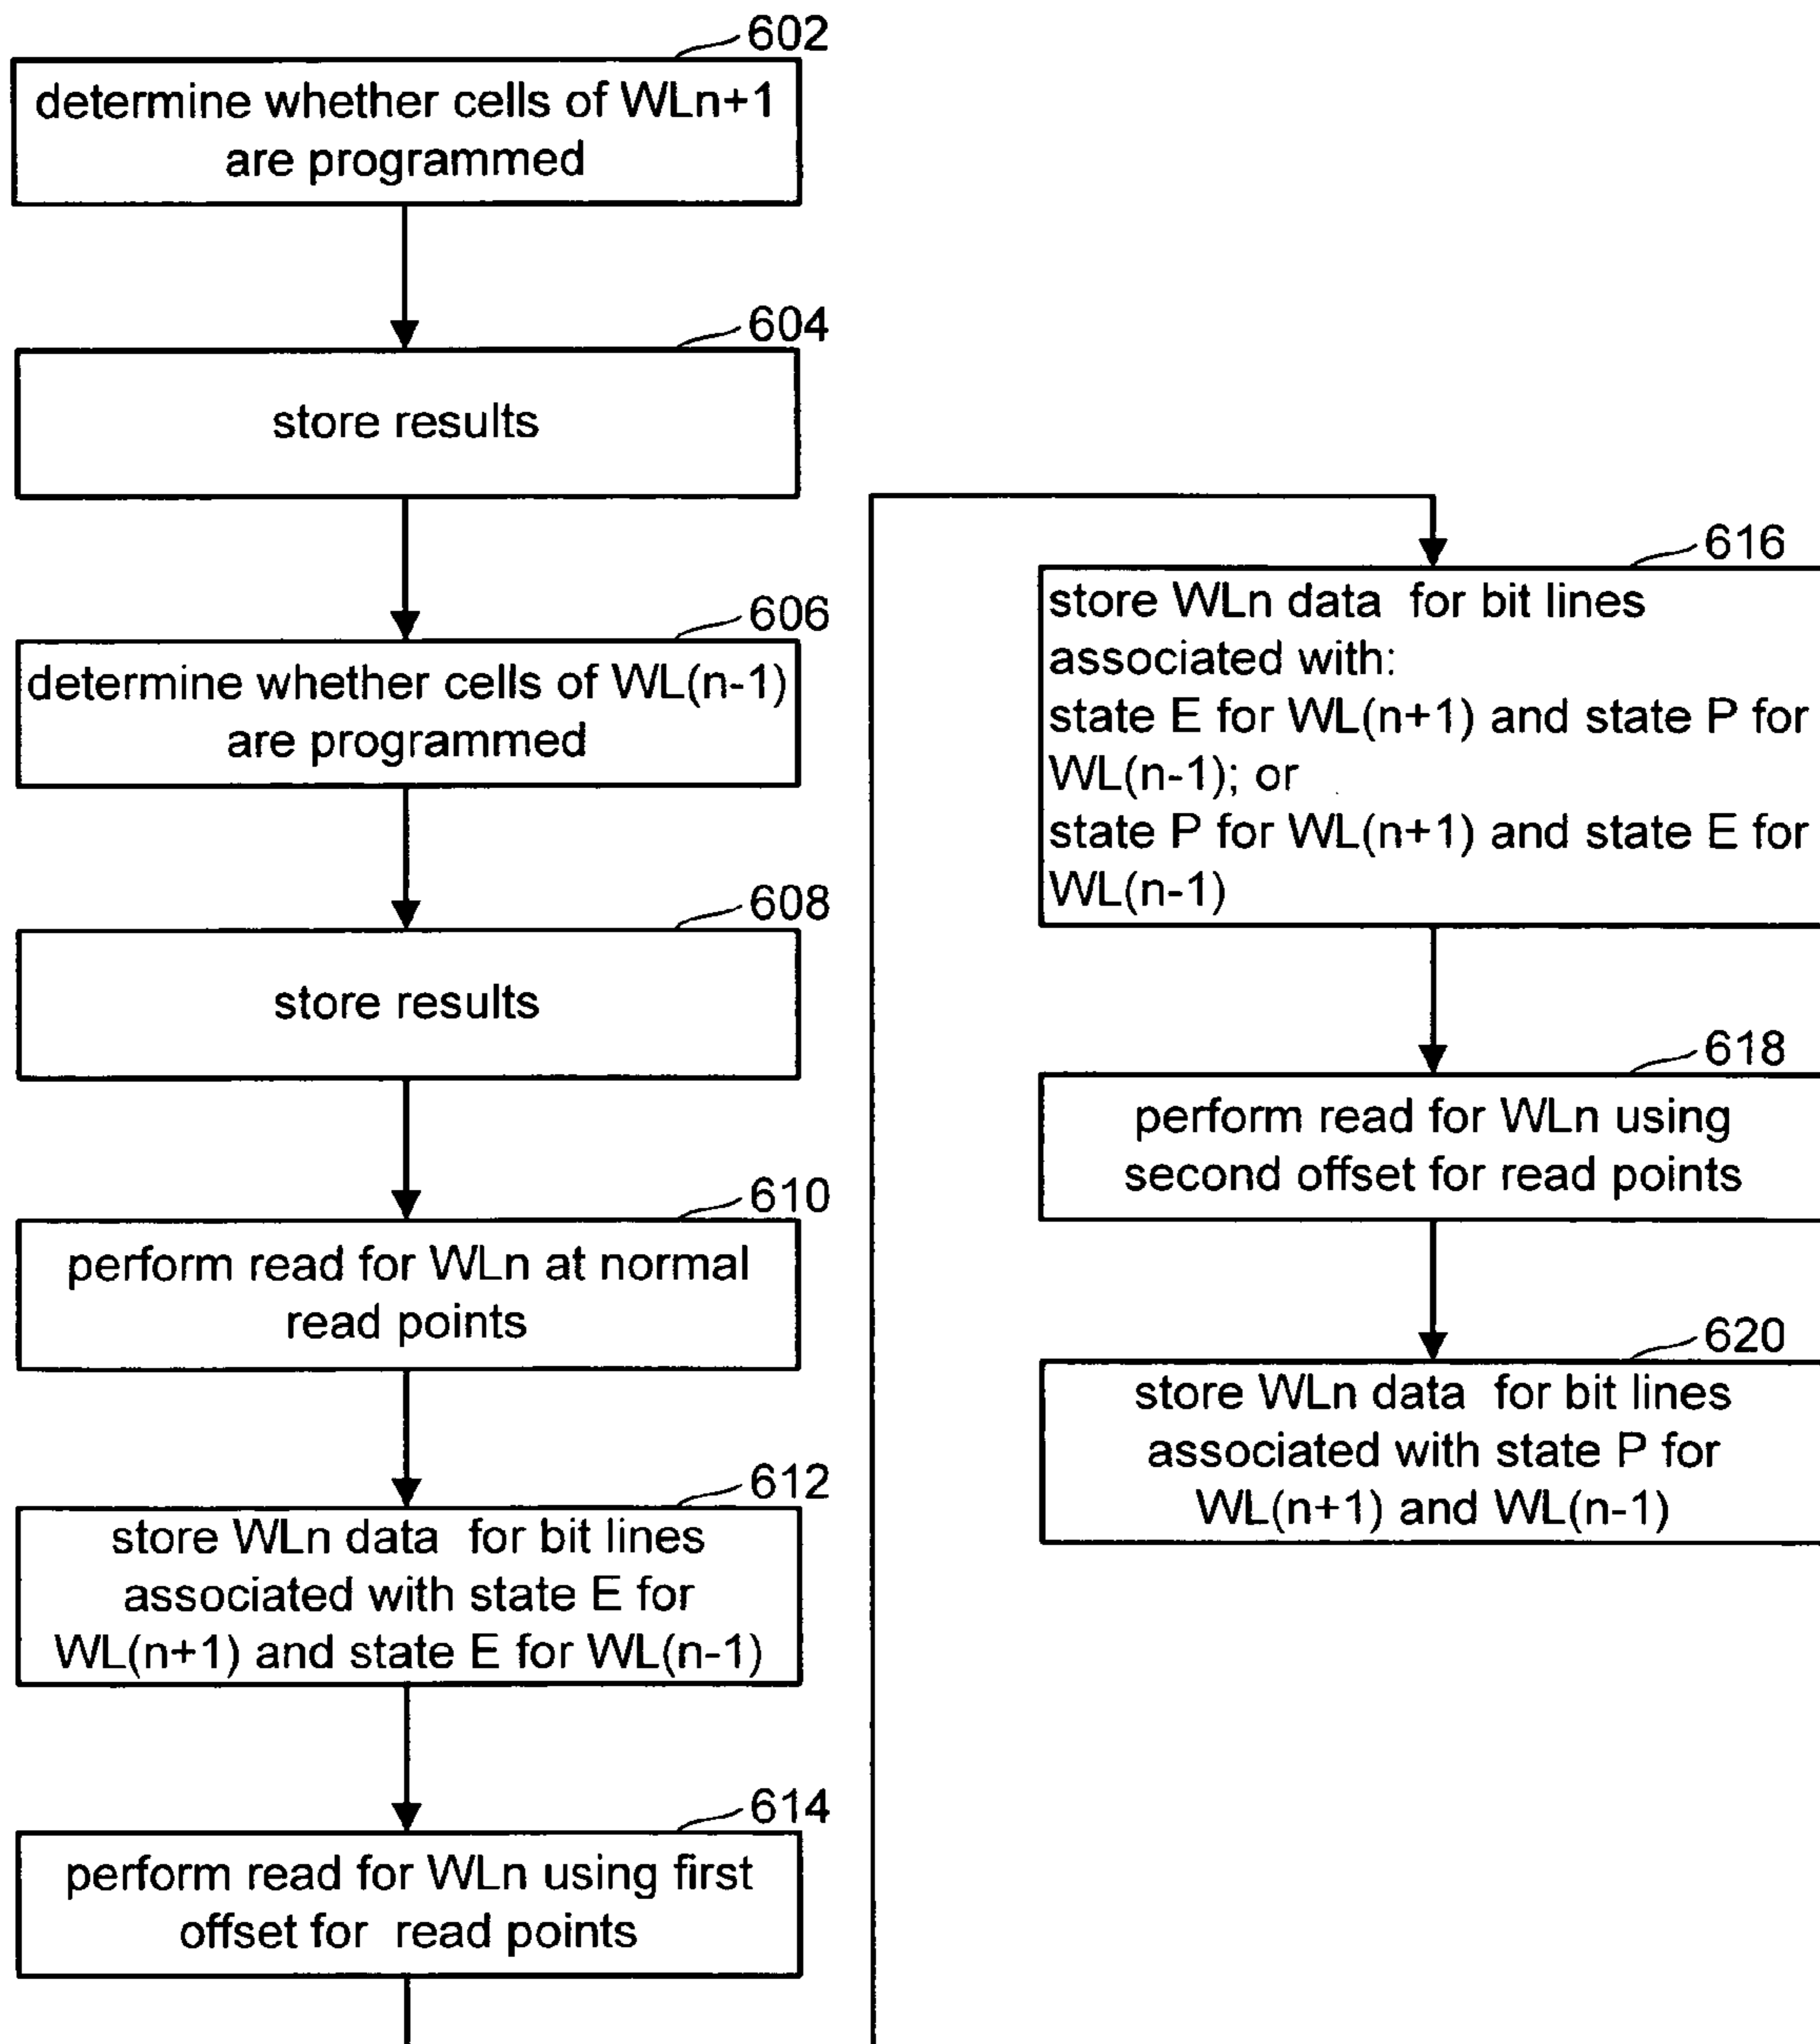 602
determine whether cells of WLn+1
are programmed
604
store results
606
determine whether cells of WL(n-1)
are programmed
608
store results
610
perform read for WLn at normal
read points
612
store WLn data for bit lines
associated with state E for
WL(n+1) and state E for WL(n-1)
614
perform read for WLn using first
offset for read points
616
store WLn data for bit lines
associated with:
state E for WL(n+1) and state P for
WL(n-1); or
state P for WL(n+1) and state E for
WL(n-1)
618
perform read for WLn using
second offset for read points
620
store WLn data for bit lines
associated with state P for
WL(n+1) and WL(n-1)